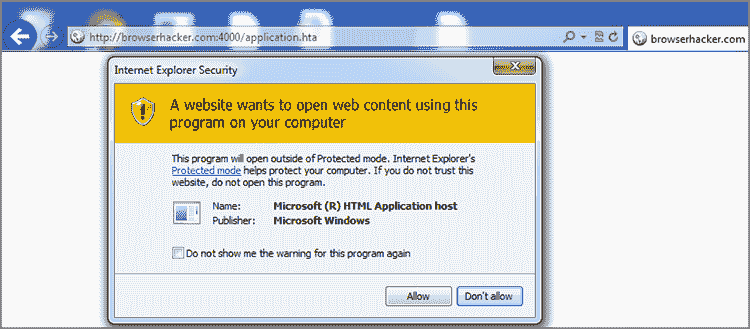 http://browserhacker.com:4000/application.hta
browserhacker.com
Internet Explorer Security
A website wants to open web content using this
program on your computer
This program will open outside of Protected mode. Internet Explorer's
Protected mode helps protect your computer. If you do not trust this
website, do not open this program.
Name: Microsoft (R) HTML Application host
Publisher: Microsoft Windows
Do not show me the warning for this program again
Allow Don't allow